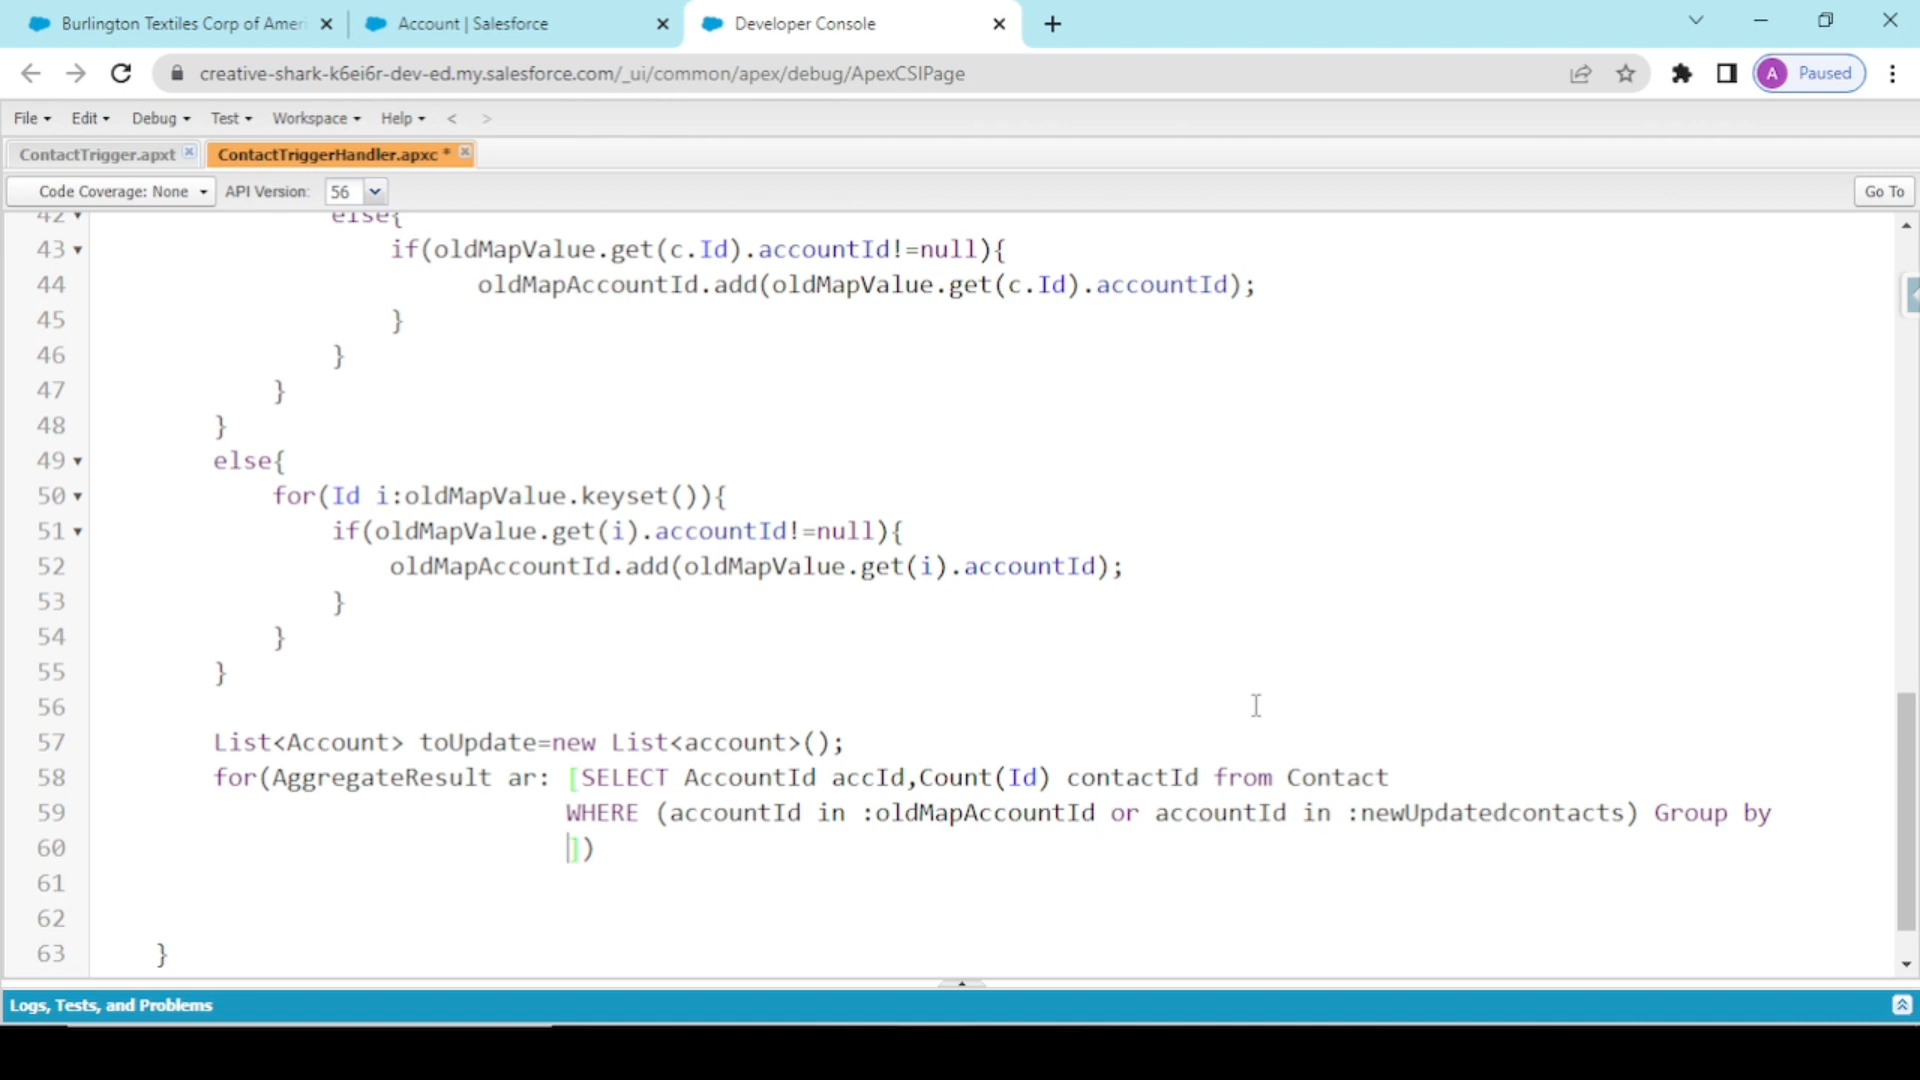 Burlington Textiles Corp of Amer
Account | Salesforce
Developer Console
creative-shark-k6ei6r-dev-ed.my.salesforce.com/_ui/common/apex/debug/ApexCSIPage
A Paused
File Edit Debug Test Workspace Help < >
ContactTrigger.apxt
ContactTriggerHandler.apxc *
Code Coverage: None API Version: 56 Go To
42 else{
43 if(oldMapValue.get(c.Id).accountId!=null){
44 oldMapAccountId.add(oldMapValue.get(c.Id).accountId);
45 }
46 }
47 }
48 }
49 else{
50 for(Id i:oldMapValue.keyset()){
51 if(oldMapValue.get(i).accountId!=null){
52 oldMapAccountId.add(oldMapValue.get(i).accountId);
53 }
54 }
55 }
56
57 List<Account> toUpdate=new List<account>();
58 for(AggregateResult ar: [SELECT AccountId accId,Count(Id) contactId from Contact
59 WHERE (accountId in :oldMapAccountId or accountId in :newUpdatedcontacts) Group by
60 ])
61
62
63 }
Logs, Tests, and Problems